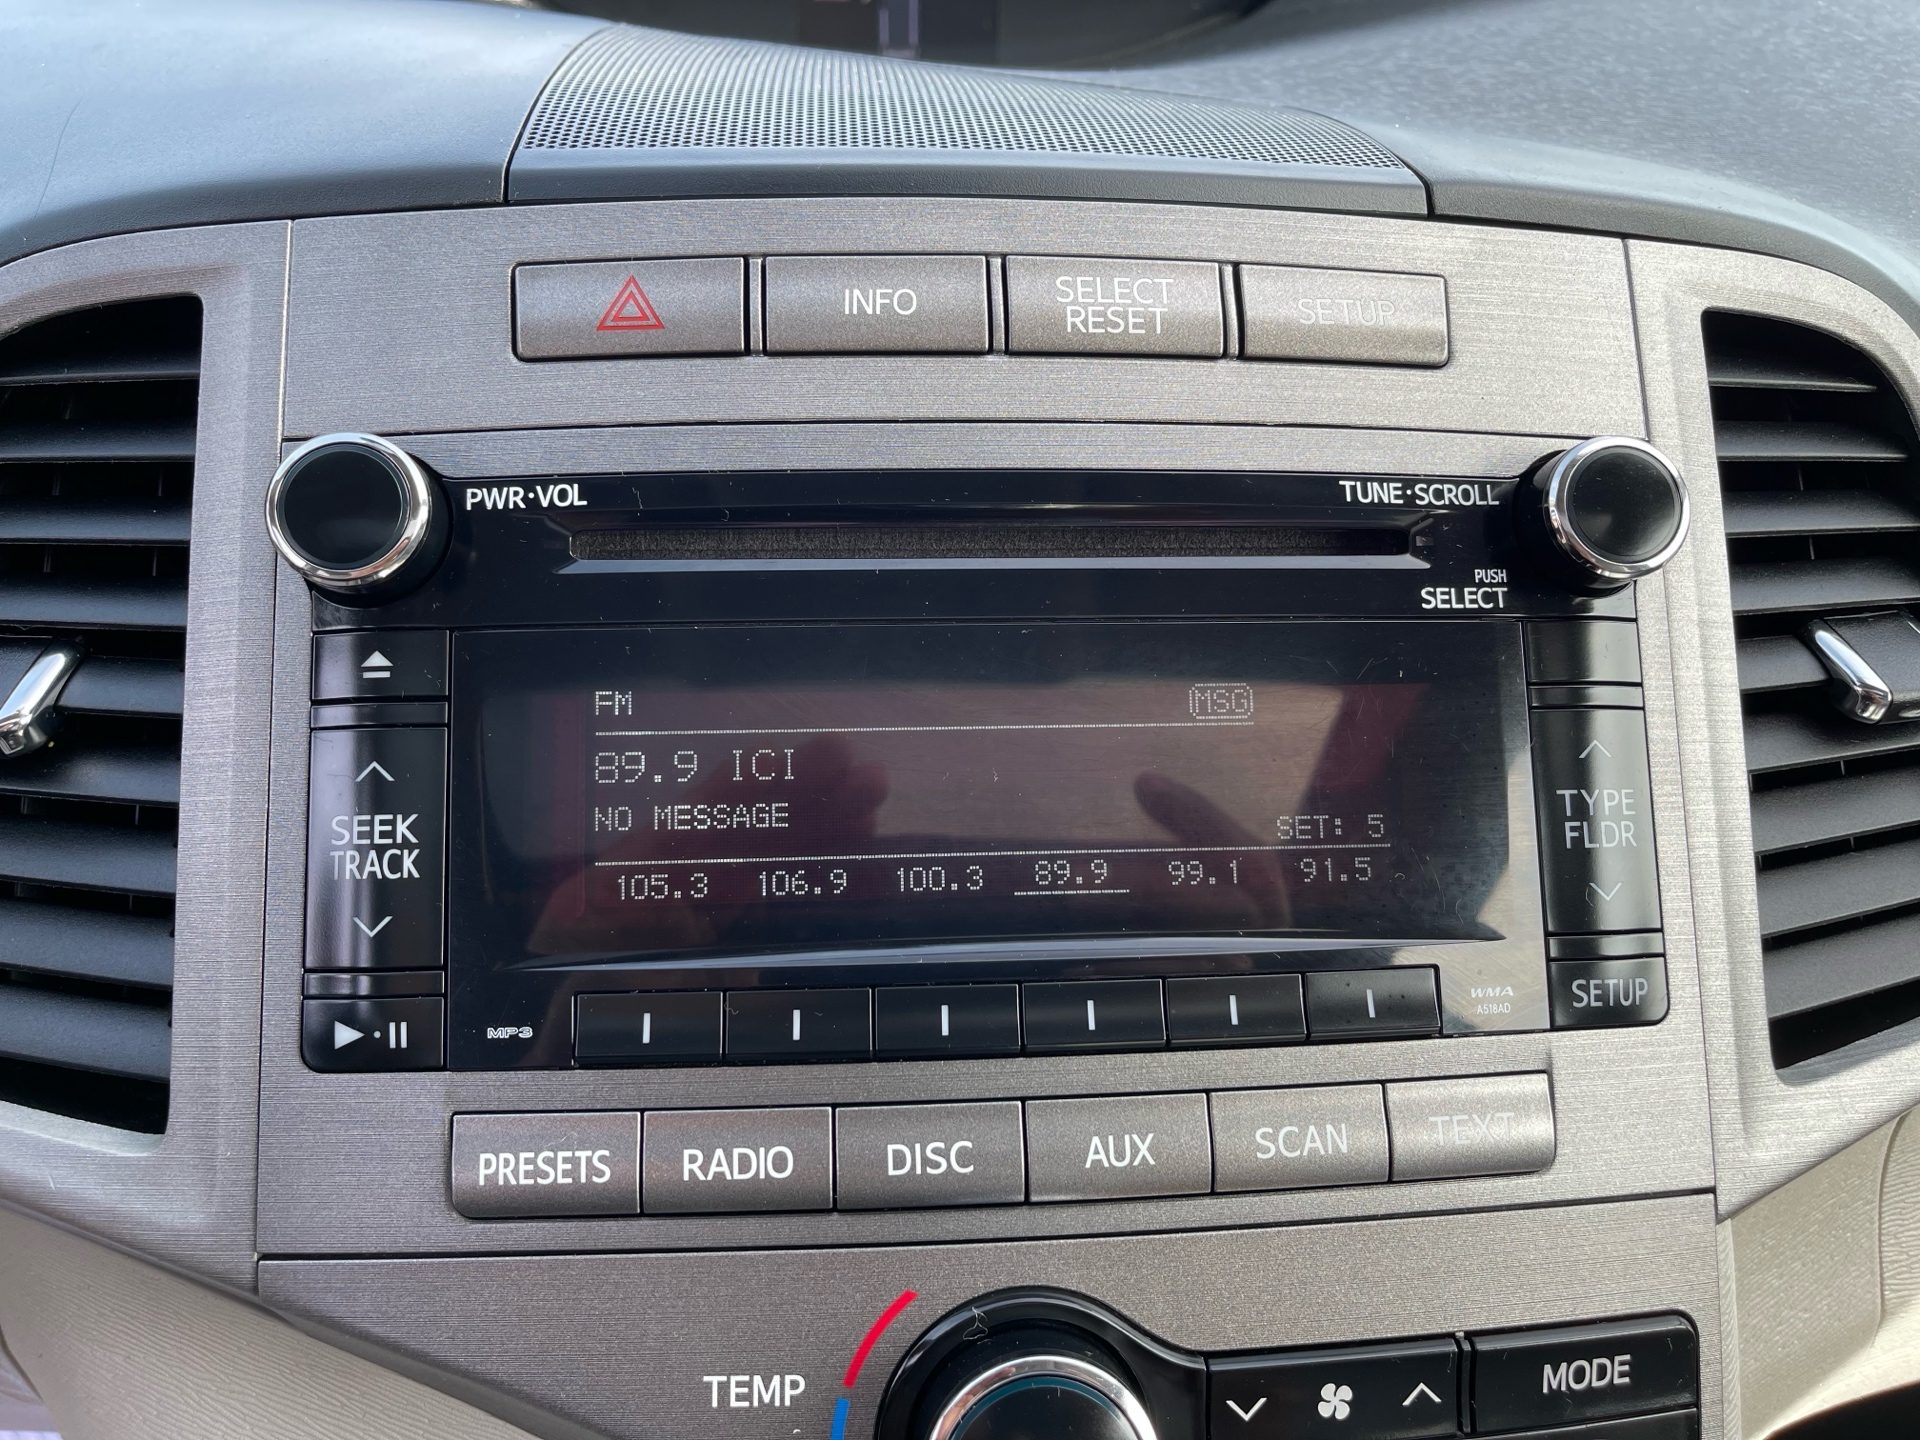 INFO
SELECT
RESET
SETUP
PWR·VOL
TUNE·SCROLL
PUSH
SELECT
FM
MSG
89.9 ICI
NO MESSAGE
SET: 5
105.3 106.9 100.3 89.9 99.1 91.5
SEEK
TRACK
TYPE
FLDR
SETUP
MP3
WMA
A518AD
PRESETS
RADIO
DISC
AUX
SCAN
TEXT
TEMP
MODE